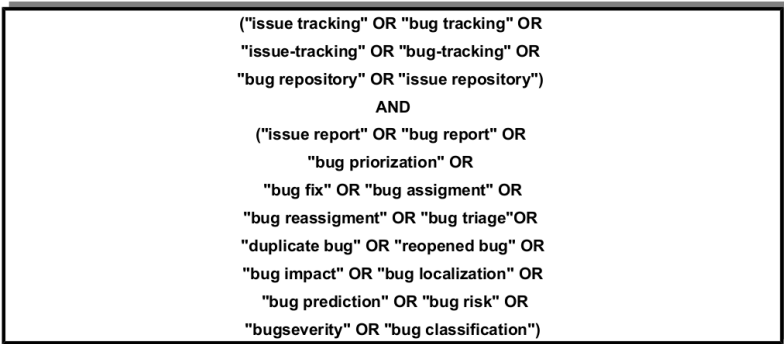 ("issue tracking" OR "bug tracking" OR
"issue-tracking" OR "bug-tracking" OR
"bug repository" OR "issue repository")
AND
("issue report" OR "bug report" OR
"bug priorization" OR
"bug fix" OR "bug assigment" OR
"bug reassigment" OR "bug triage"OR
"duplicate bug" OR "reopened bug" OR
"bug impact" OR "bug localization" OR
"bug prediction" OR "bug risk" OR
"bugseverity" OR "bug classification")